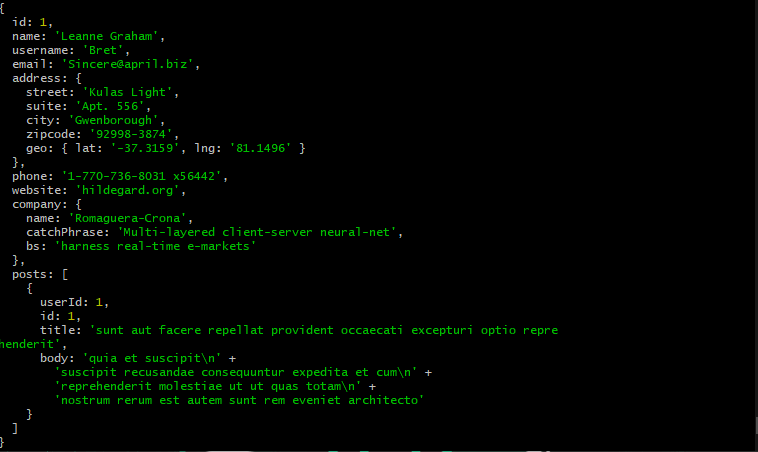 {
  id: 1,
  name: 'Leanne Graham',
  username: 'Bret',
  email: 'Sincere@april.biz',
  address: {
    street: 'Kulas Light',
    suite: 'Apt. 556',
    city: 'Gwenborough',
    zipcode: '92998-3874',
    geo: { lat: '-37.3159', lng: '81.1496' }
  },
  phone: '1-770-736-8031 x56442',
  website: 'hildegard.org',
  company: {
    name: 'Romaguera-Crona',
    catchPhrase: 'Multi-layered client-server neural-net',
    bs: 'harness real-time e-markets'
  },
  posts: [
    {
      userId: 1,
      id: 1,
      title: 'sunt aut facere repellat provident occaecati excepturi optio repre
henderit',
      body: 'quia et suscipit\n' +
        'suscipit recusandae consequuntur expedita et cum\n' +
        'reprehenderit molestiae ut ut quas totam\n' +
        'nostrum rerum est autem sunt rem eveniet architecto'
    }
  ]
}